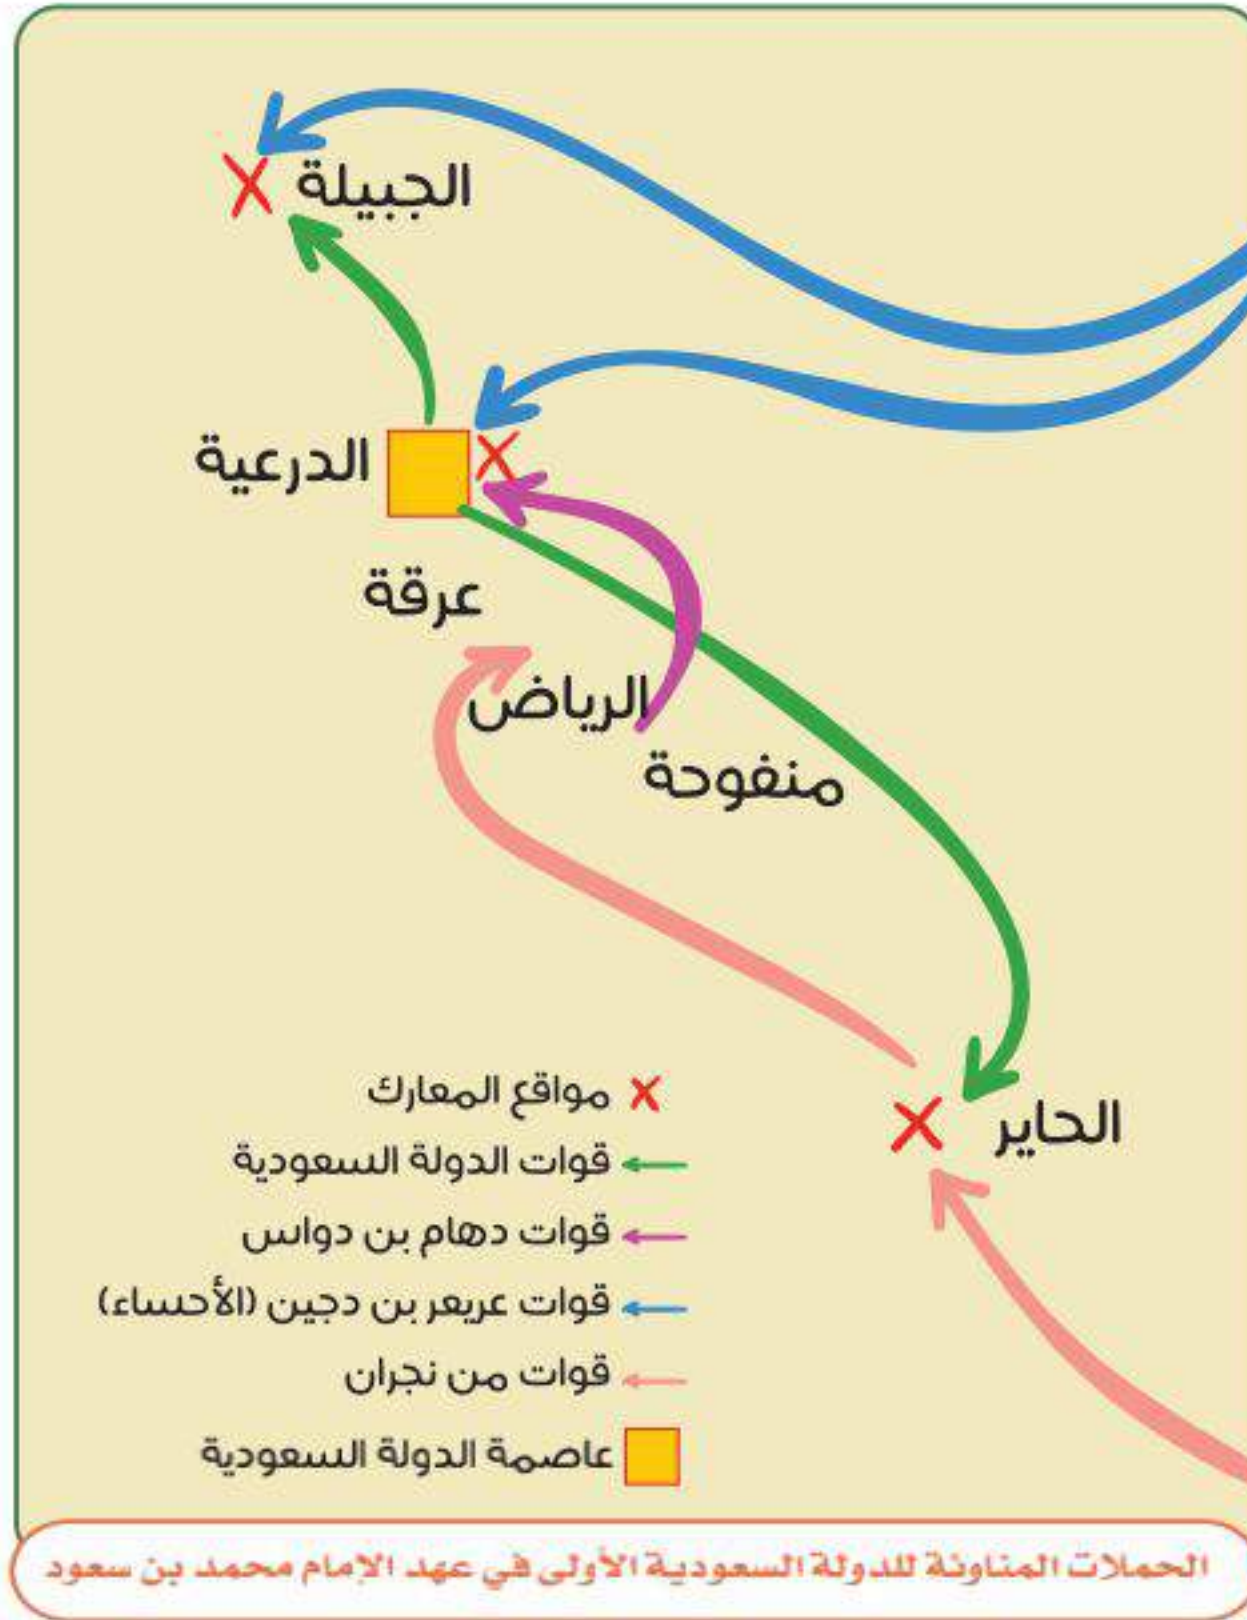 الجبيلة
الدرعية
عرقة
الرياض
منفوحة
الحاير
مواقع المعارك
قوات الدولة السعودية
قوات دهام بن دواس
قوات عريعر بن دجين (الأحساء)
قوات من نجران
عاصمة الدولة السعودية
الحملات المناوئة للدولة السعودية الأولى في عهد الإمام محمد بن سعود